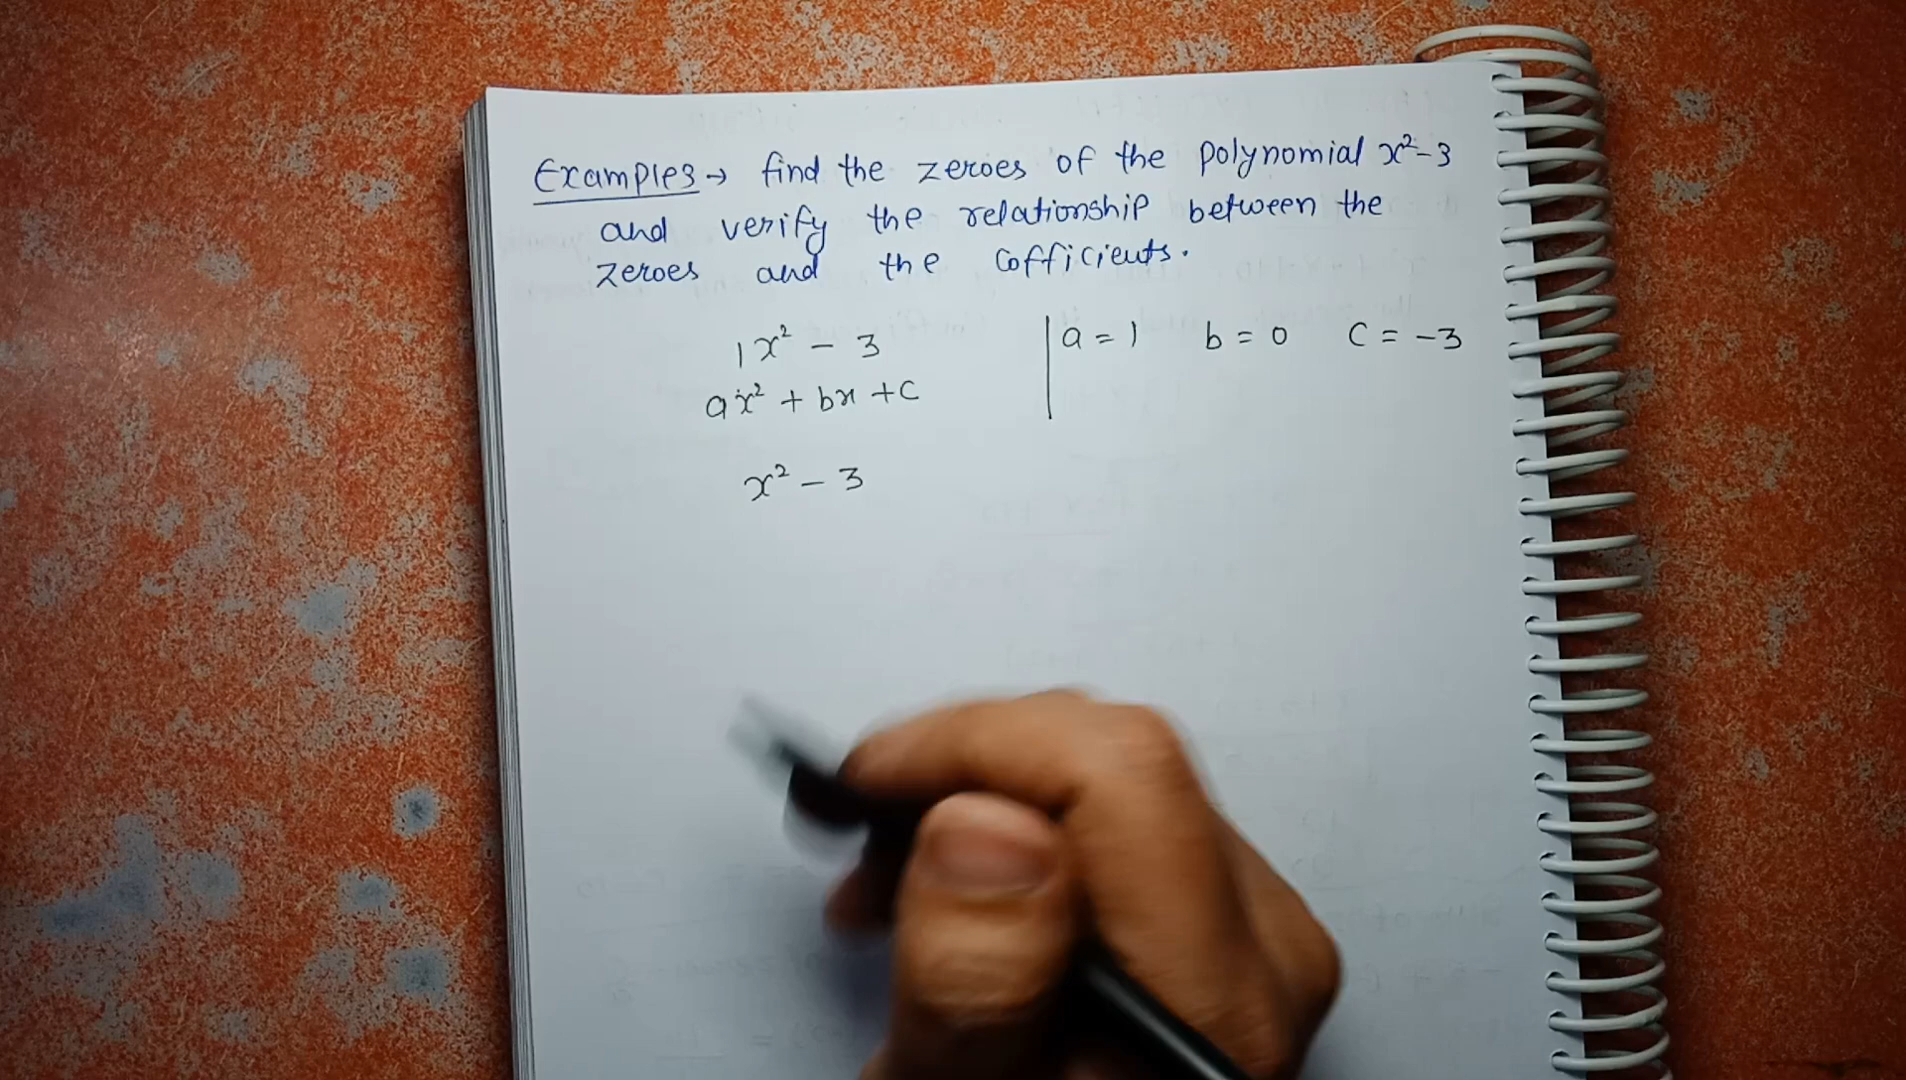 Examples → find the zeroes of the polynomial x²-3
and verify the relationship between the
zeroes and the cofficients.
1x² - 3 | a = 1 b = 0 c = -3
ax² + bx + c
x² - 3